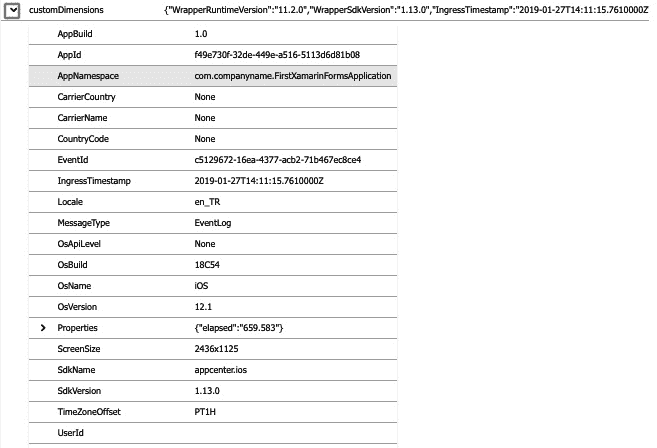 customDimensions {"WrapperRuntimeVersion":"11.2.0","WrapperSdkVersion":"1.13.0","IngressTimestamp":"2019-01-27T14:11:15.7610000Z
AppBuild 1.0
AppId f49e730f-32de-449e-a516-5113d6d81b08
AppNamespace com.companyname.FirstXamarinFormsApplication
CarrierCountry None
CarrierName None
CountryCode None
EventId c5129672-16ea-4377-acb2-71b467ec8ce4
IngressTimestamp 2019-01-27T14:11:15.7610000Z
Locale en_TR
MessageType EventLog
OsApiLevel None
OsBuild 18C54
OsName iOS
OsVersion 12.1
Properties {"elapsed":"659.583"}
ScreenSize 2436x1125
SdkName appcenter.ios
SdkVersion 1.13.0
TimeZoneOffset PT1H
UserId